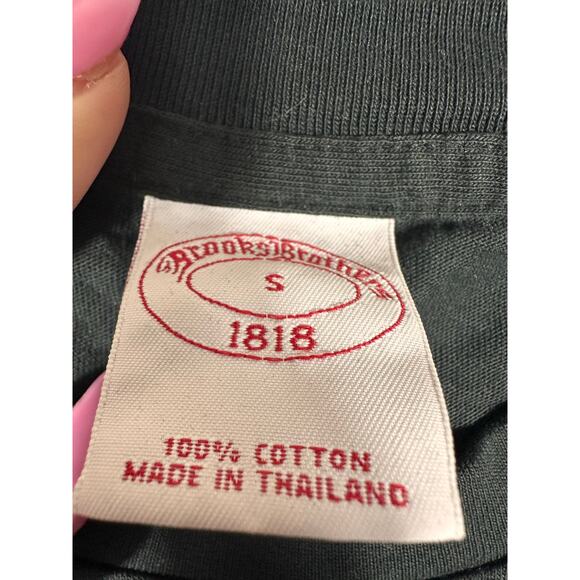 Brooks Brothers
S
1818
100% COTTON
MADE IN THAILAND